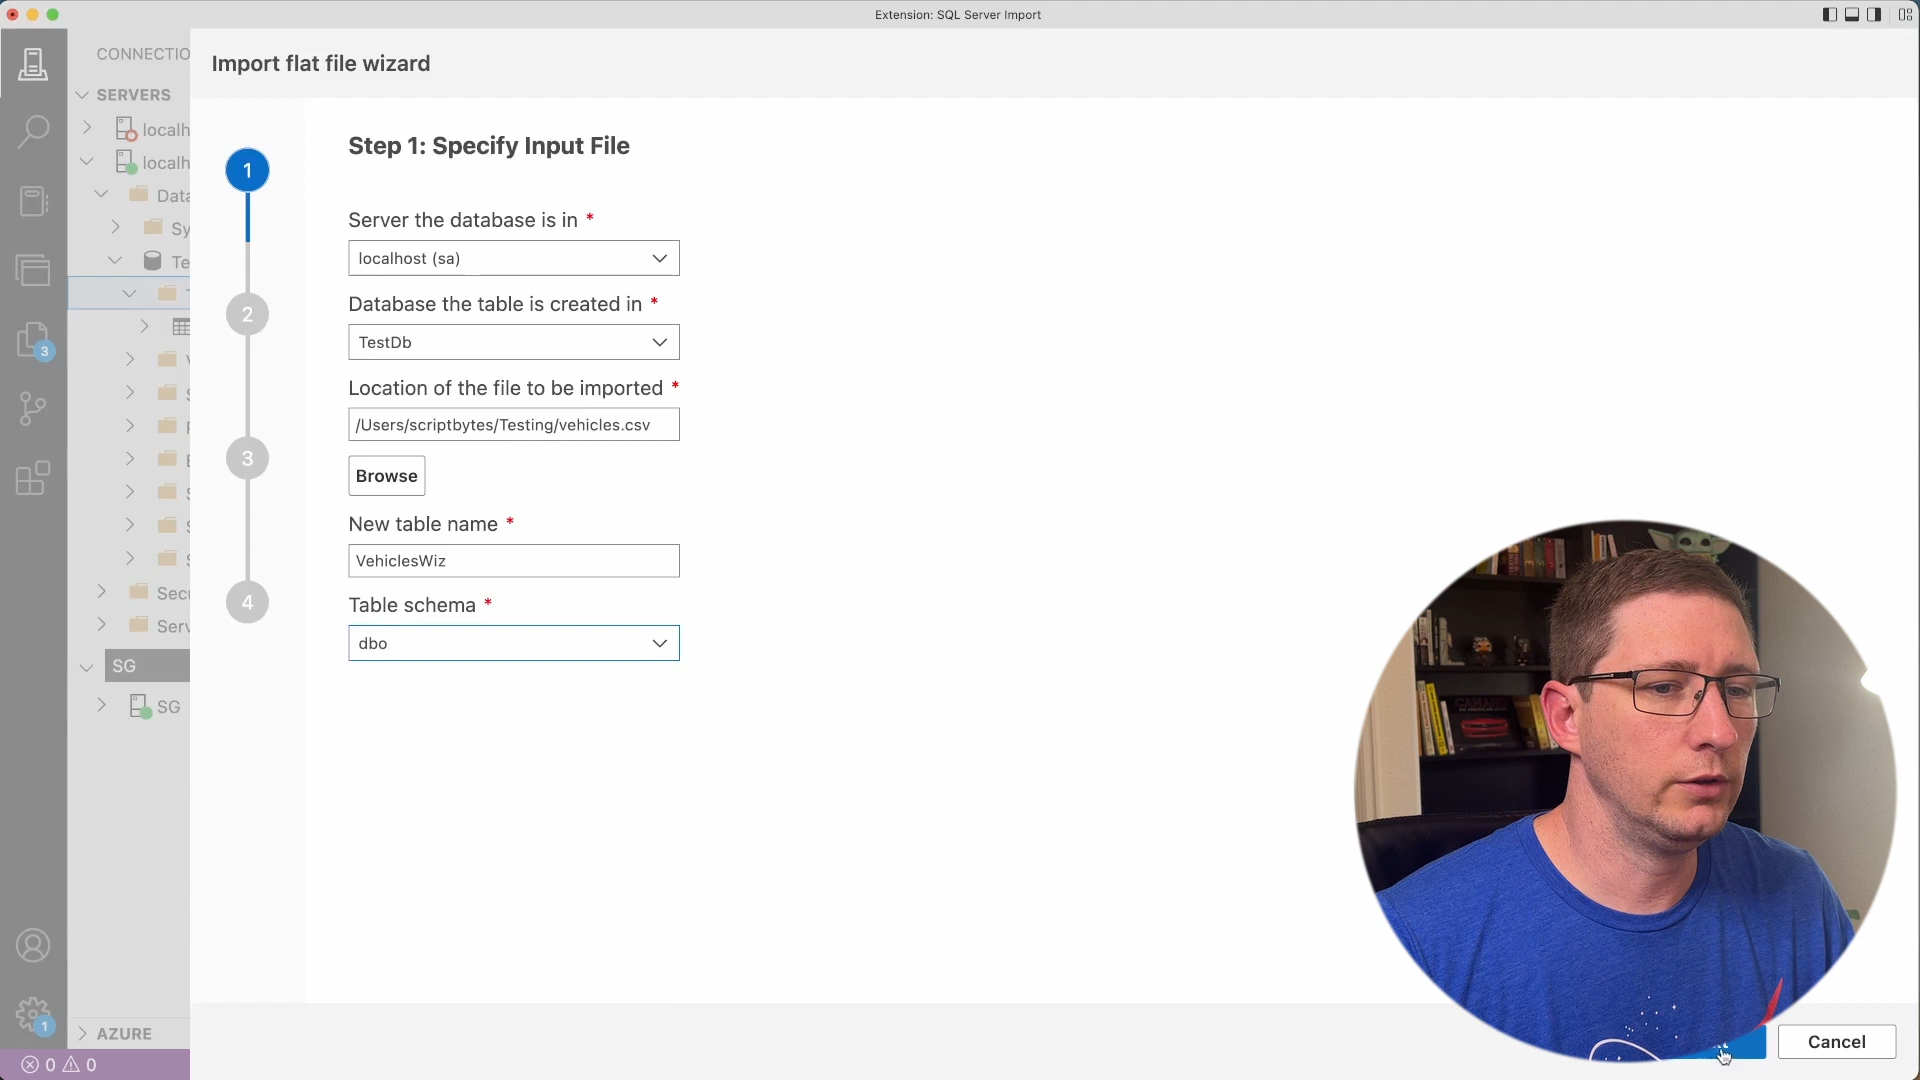 Extension: SQL Server Import
CONNECTIO
Import flat file wizard
SERVERS
localh
localh
Data
Sy
Te
3
Secu
Serv
SG
SG
AZURE
1
0 0
1
2
3
4
Step 1: Specify Input File
Server the database is in *
localhost (sa)
Database the table is created in *
TestDb
Location of the file to be imported *
/Users/scriptbytes/Testing/vehicles.csv
Browse
New table name *
VehiclesWiz
Table schema *
dbo
CAMARO
Cancel